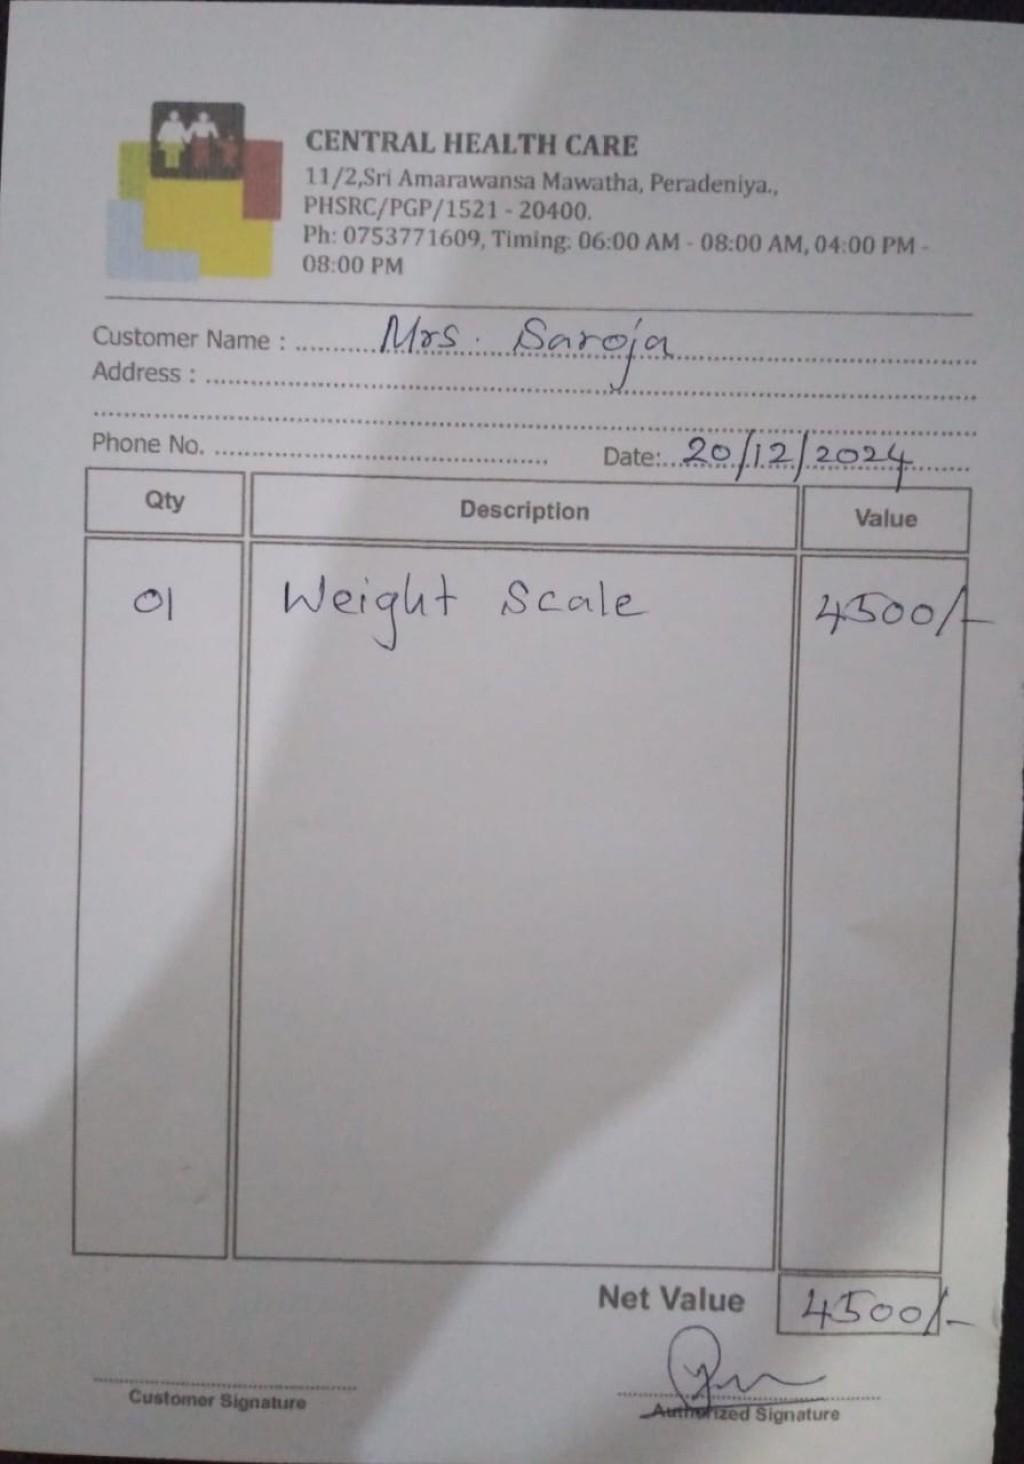 CENTRAL HEALTH CARE
11/2,Sri Amarawansa Mawatha, Peradeniya.,
PHSRC/PGP/1521 - 20400.
Ph: 0753771609, Timing: 06:00 AM - 08:00 AM, 04:00 PM -
08:00 PM
Customer Name : Mrs. Saroja
Address :
Phone No. Date: 20/12/2024
Qty Description Value
01 Weight Scale 4500/-
Net Value 4500/-
Customer Signature Authorized Signature